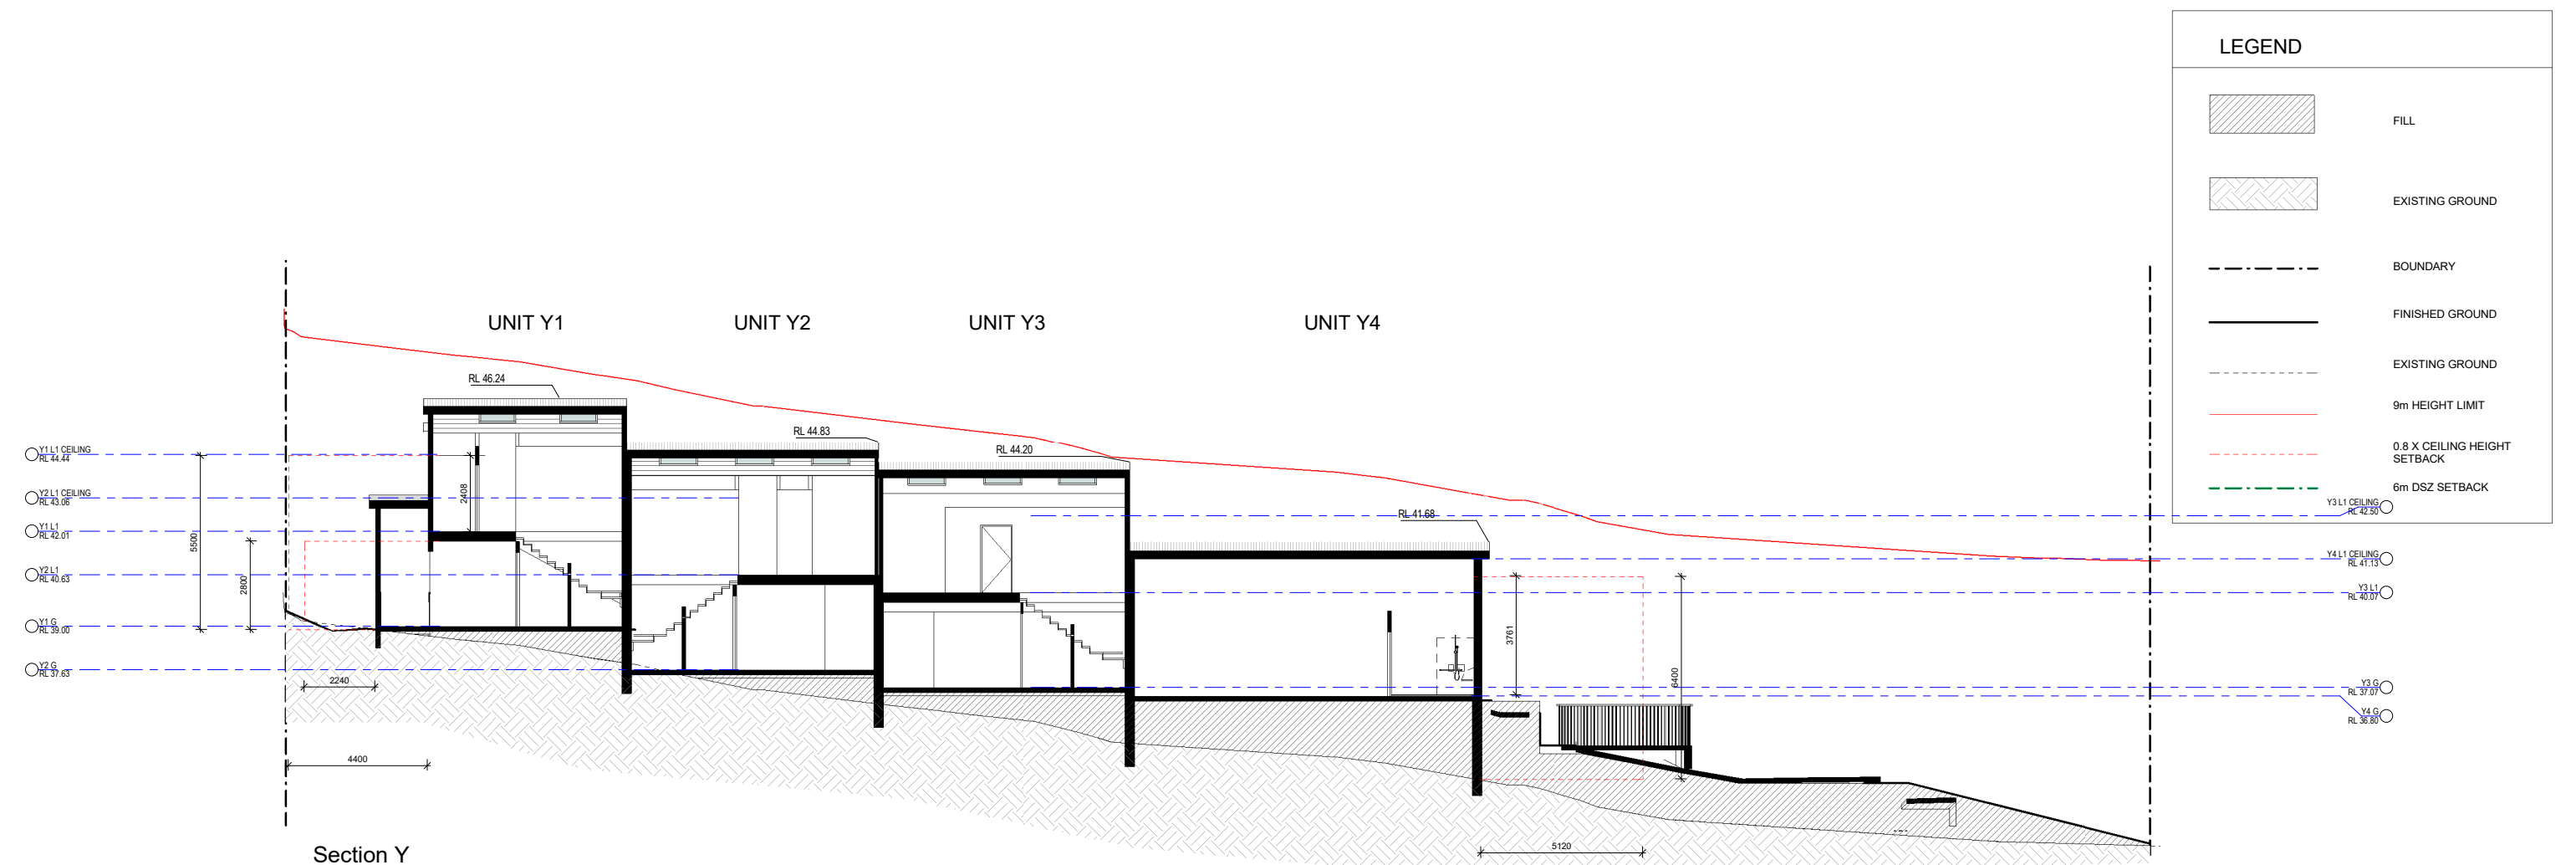 LEGEND
FILL
EXISTING GROUND
BOUNDARY
FINISHED GROUND
EXISTING GROUND
9m HEIGHT LIMIT
0.8 X CEILING HEIGHT
SETBACK
6m DSZ SETBACK
UNIT Y1
UNIT Y2
UNIT Y3
UNIT Y4
RL 46.24
RL 44.83
RL 44.20
RL 41.68
Y1 L1 CEILING
RL 44.44
Y2 L1 CEILING
RL 43.06
Y1 L1
RL 42.01
Y2 L1
RL 40.63
Y1 G
RL 39.00
Y2 G
RL 37.63
5500
2800
2408
2240
4400
3761
6400
5120
Y3 L1 CEILING
RL 42.50
Y4 L1 CEILING
RL 41.13
Y3 L1
RL 40.07
Y3 G
RL 37.07
Y4 G
RL 36.80
Section Y